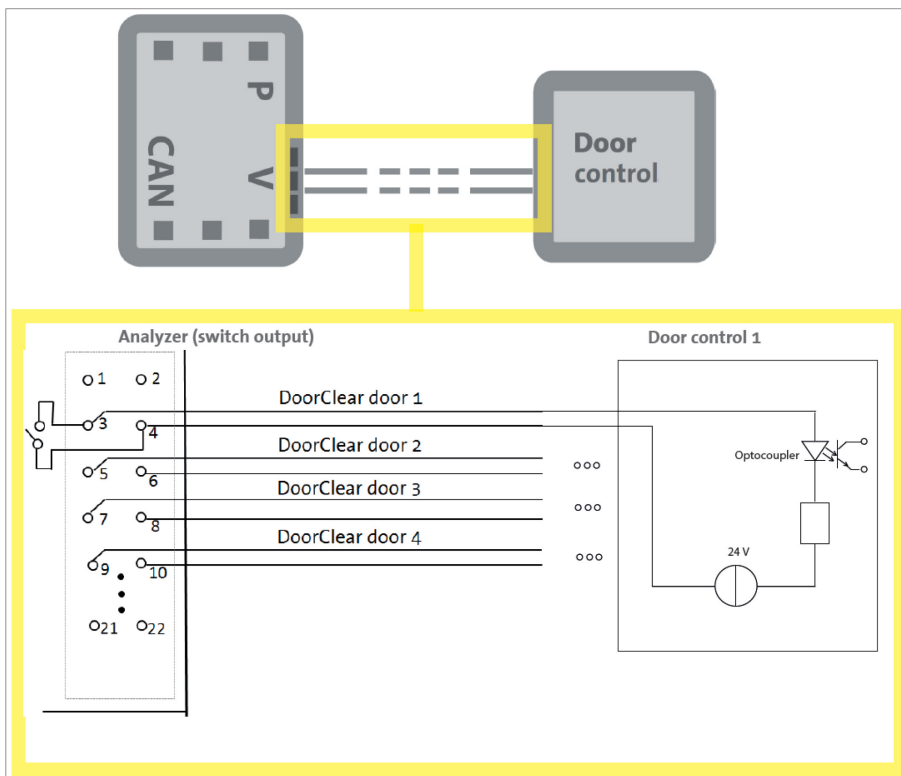 P
CAN
V
Door
control
Analyzer (switch output)
Door control 1
1
2
DoorClear door 1
3
4
DoorClear door 2
Optocoupler
5
6
DoorClear door 3
7
8
DoorClear door 4
24 V
9
10
21
22